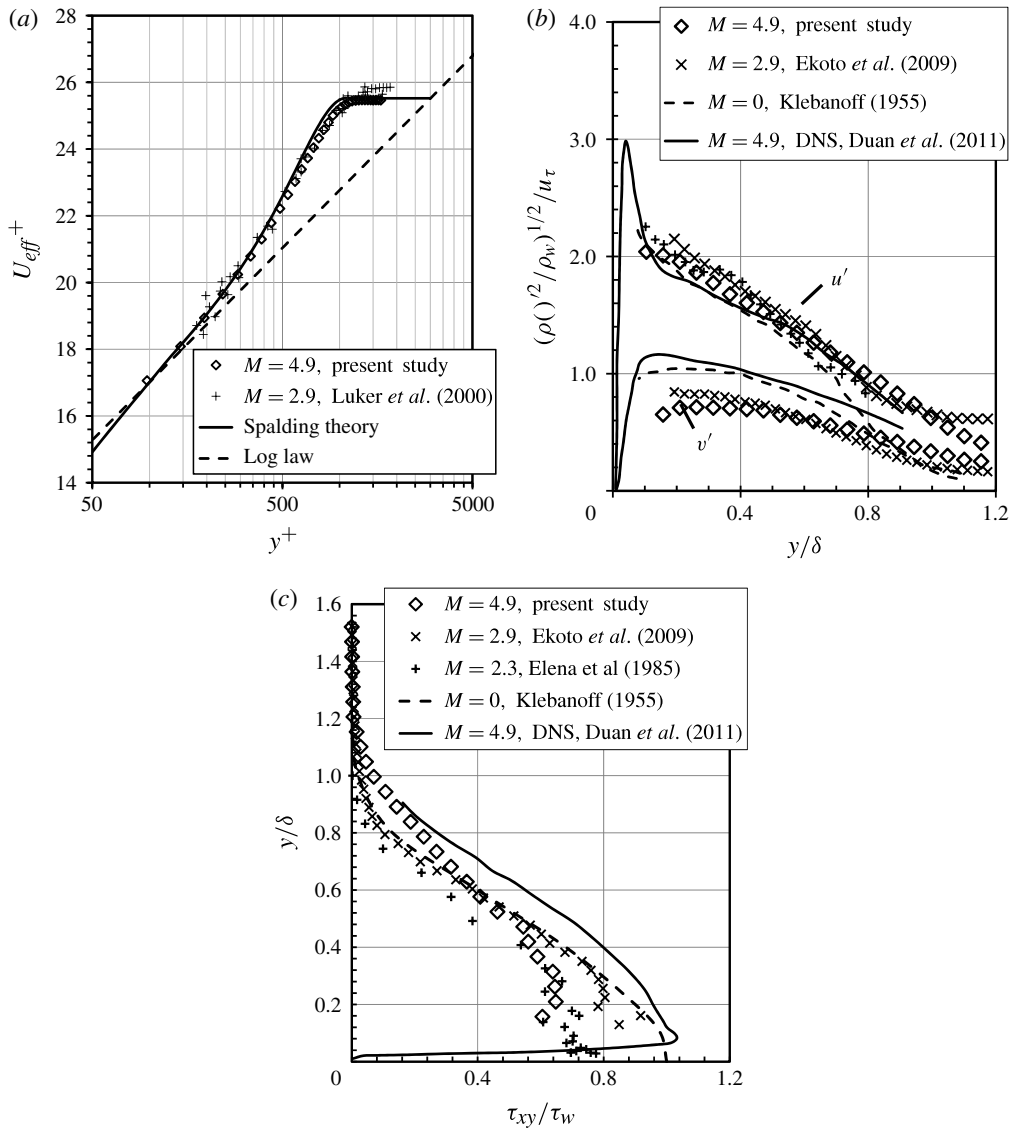 (a)
28
26
24
22
20
18
16
14
U_eff^+
50
500
5000
y^+
M = 4.9, present study
M = 2.9, Luker et al. (2000)
Spalding theory
Log law
(b)
4.0
3.0
2.0
1.0
0
(ρ( )′²/ρ_w)^{1/2}/u_τ
0.4
0.8
1.2
y/δ
M = 4.9, present study
M = 2.9, Ekoto et al. (2009)
M = 0, Klebanoff (1955)
M = 4.9, DNS, Duan et al. (2011)
u′
v′
(c)
1.6
1.4
1.2
1.0
0.8
0.6
0.4
0.2
y/δ
0
0.4
0.8
1.2
τ_xy/τ_w
M = 4.9, present study
M = 2.9, Ekoto et al. (2009)
M = 2.3, Elena et al (1985)
M = 0, Klebanoff (1955)
M = 4.9, DNS, Duan et al. (2011)